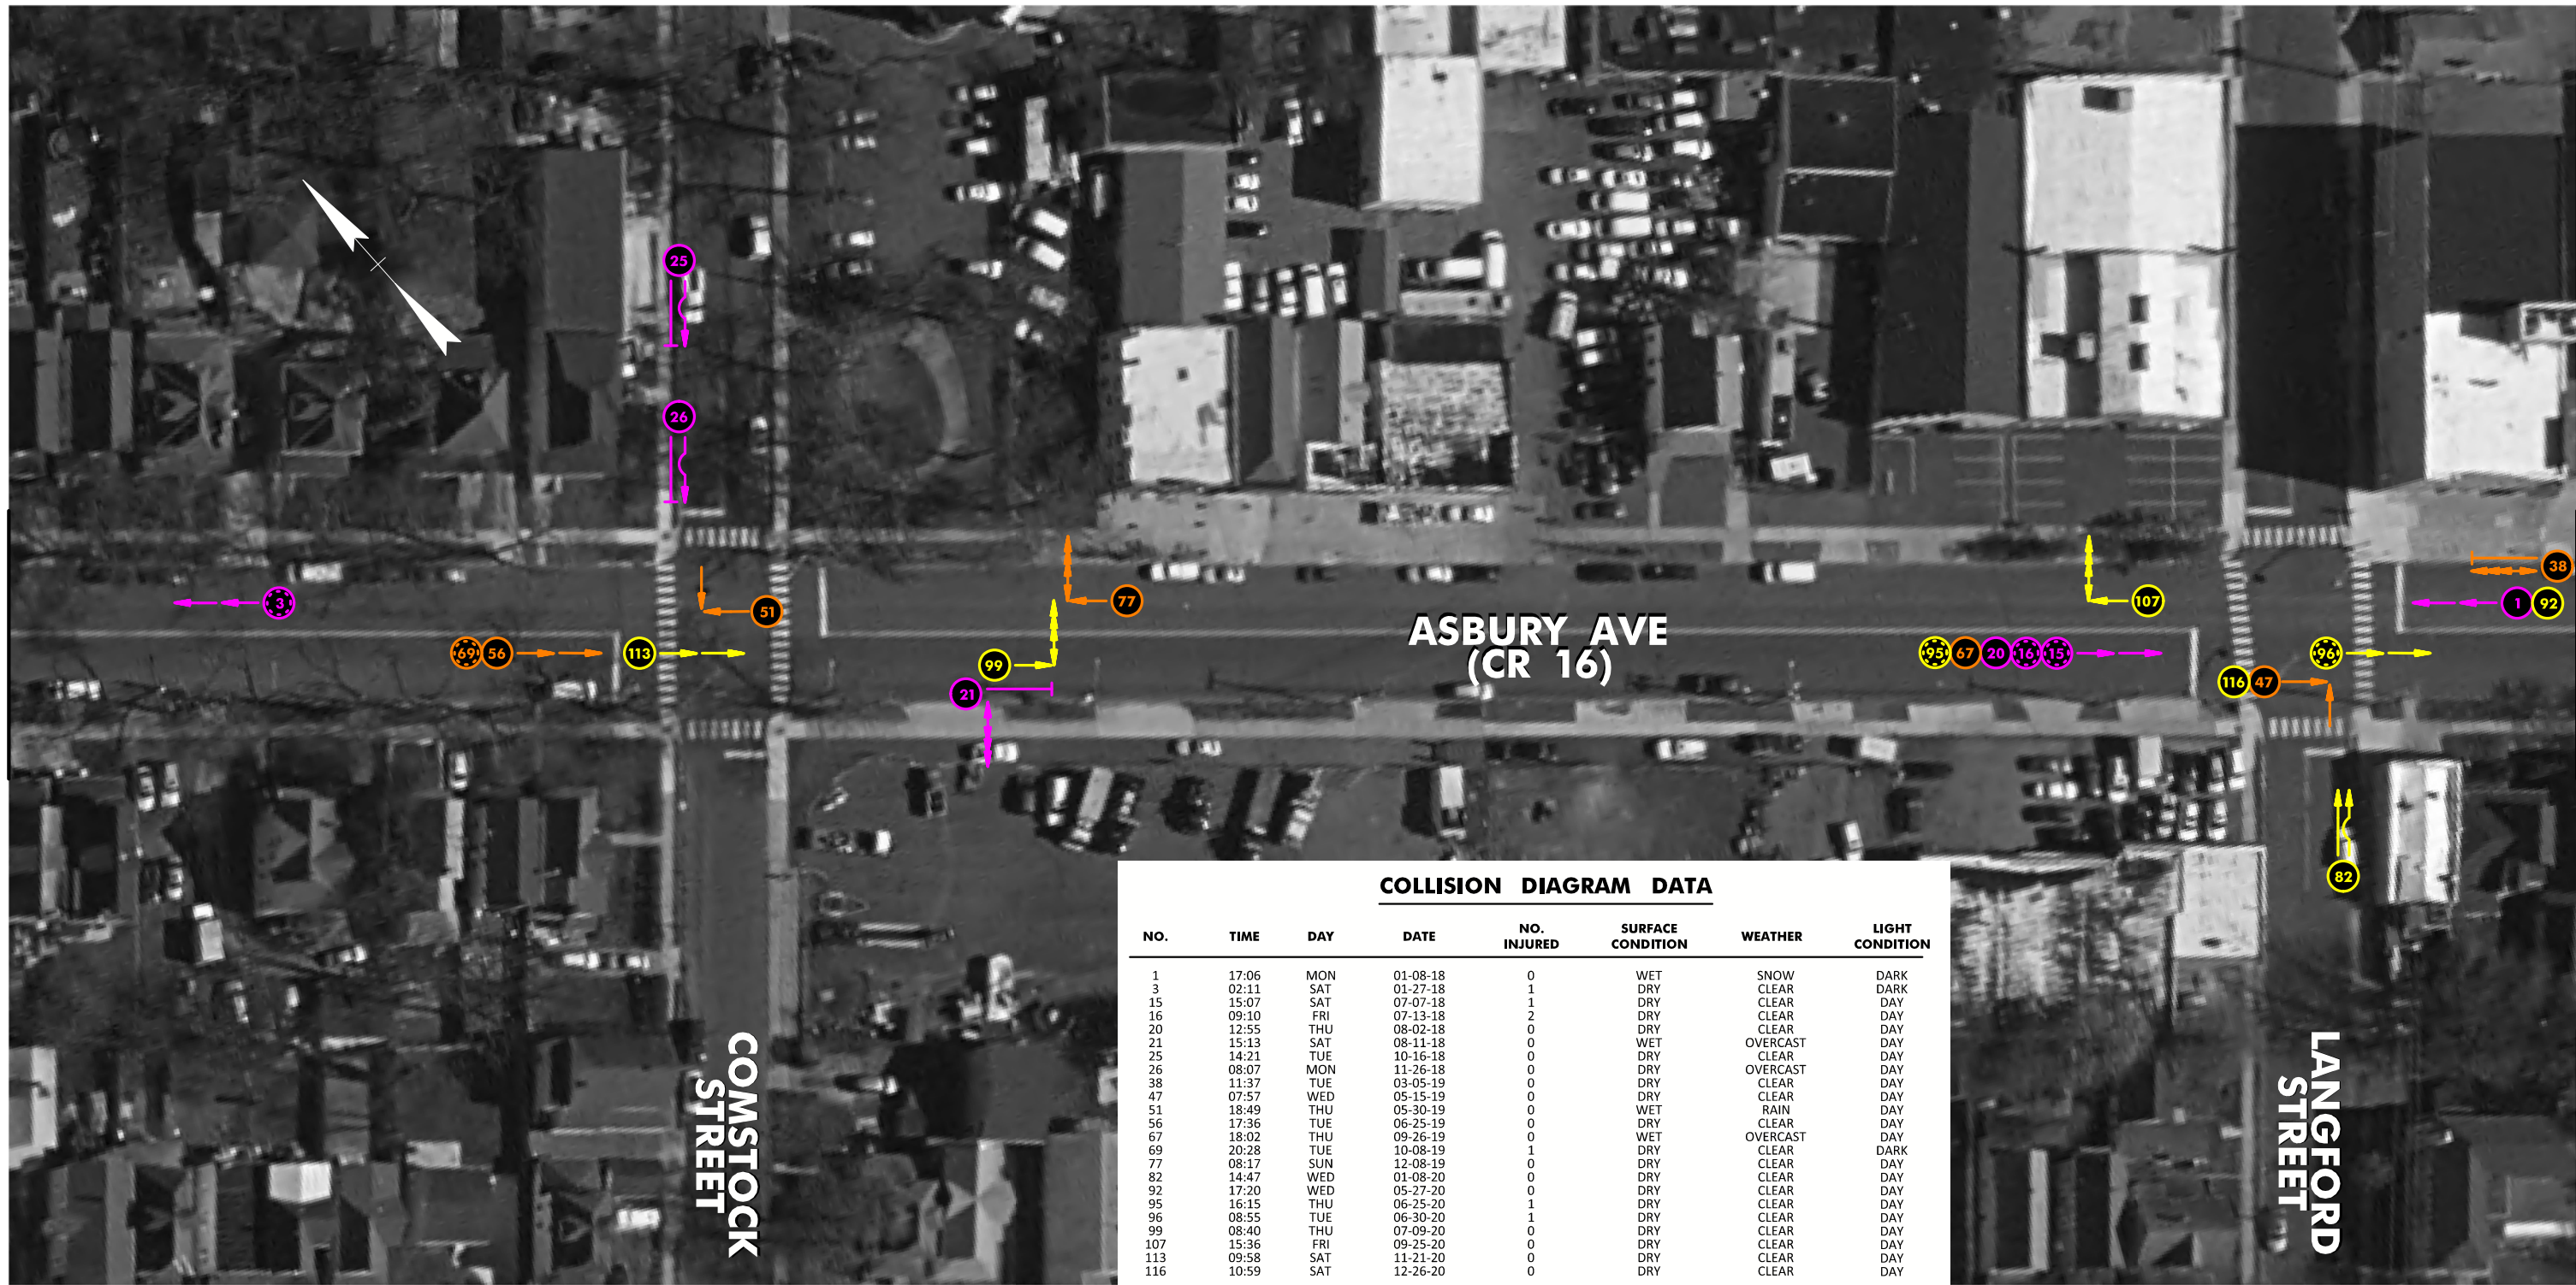 25
26
3
51
77
107
38
1 92
69 56
113
99
21
ASBURY AVE
(CR 16)
95 67 20 16 15
96
116 47
82
COMSTOCK
STREET
LANGFORD
STREET
COLLISION DIAGRAM DATA
NO. TIME DAY DATE NO. INJURED SURFACE CONDITION WEATHER LIGHT CONDITION
1 17:06 MON 01-08-18 0 WET SNOW DARK
3 02:11 SAT 01-27-18 1 DRY CLEAR DARK
15 15:07 SAT 07-07-18 1 DRY CLEAR DAY
16 09:10 FRI 07-13-18 2 DRY CLEAR DAY
20 12:55 THU 08-02-18 0 DRY CLEAR DAY
21 15:13 SAT 08-11-18 0 WET OVERCAST DAY
25 14:21 TUE 10-16-18 0 DRY CLEAR DAY
26 08:07 MON 11-26-18 0 DRY OVERCAST DAY
38 11:37 TUE 03-05-19 0 DRY CLEAR DAY
47 07:57 WED 05-15-19 0 DRY CLEAR DAY
51 18:49 THU 05-30-19 0 WET RAIN DAY
56 17:36 TUE 06-25-19 0 DRY CLEAR DAY
67 18:02 THU 09-26-19 0 WET OVERCAST DAY
69 20:28 TUE 10-08-19 1 DRY CLEAR DARK
77 08:17 SUN 12-08-19 0 DRY CLEAR DAY
82 14:47 WED 01-08-20 0 DRY CLEAR DAY
92 17:20 WED 05-27-20 0 DRY CLEAR DAY
95 16:15 THU 06-25-20 1 DRY CLEAR DAY
96 08:55 TUE 06-30-20 1 DRY CLEAR DAY
99 08:40 THU 07-09-20 0 DRY CLEAR DAY
107 15:36 FRI 09-25-20 0 DRY CLEAR DAY
113 09:58 SAT 11-21-20 0 DRY CLEAR DAY
116 10:59 SAT 12-26-20 0 DRY CLEAR DAY